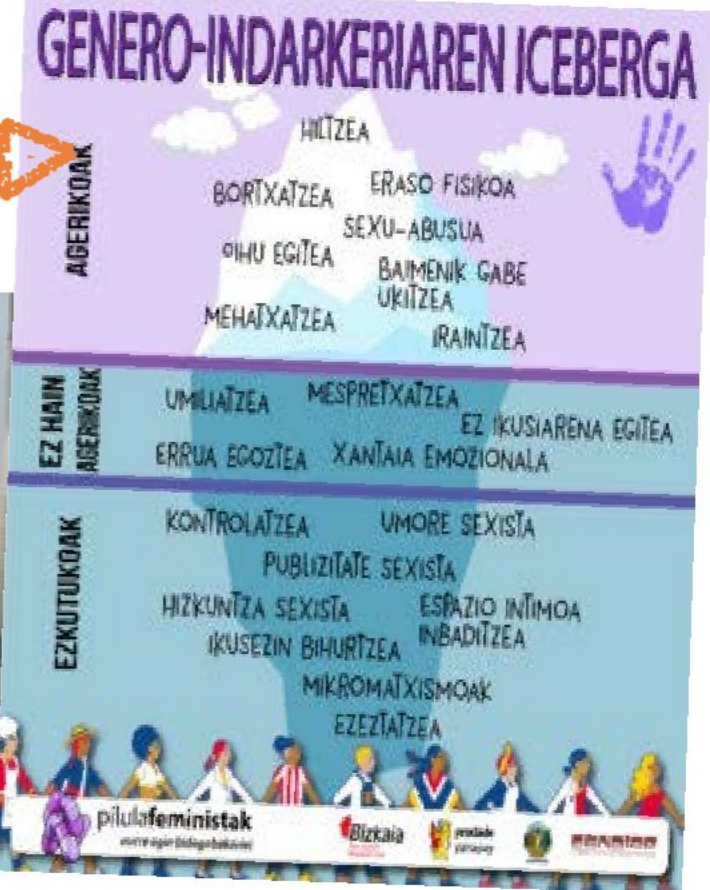 GENERO-INDARKERIAREN ICEBERGA
AGERIKOAK
HILTZEA
BORTXATZEA
ERASO FISIKOA
SEXU-ABUSUA
OIHU EGITEA
BAIMENIK GABE
UKITZEA
MEHATXATZEA
IRAINTZEA
EZ HAIN
AGERIKOAK
UMILIATZEA
MESPRETXATZEA
EZ IKUSIARENA EGITEA
ERRUA EGOZTEA
XANTAIA EMOZIONALA
EZKUTUKOAK
KONTROLATZEA
UMORE SEXISTA
PUBLIZITATE SEXISTA
HIZKUNTZA SEXISTA
ESPAZIO INTIMOA
INBADITZEA
IKUSEZIN BIHURTZEA
MIKROMATXISMOAK
EZEZTATZEA
pilulafeministak
Bizkaia